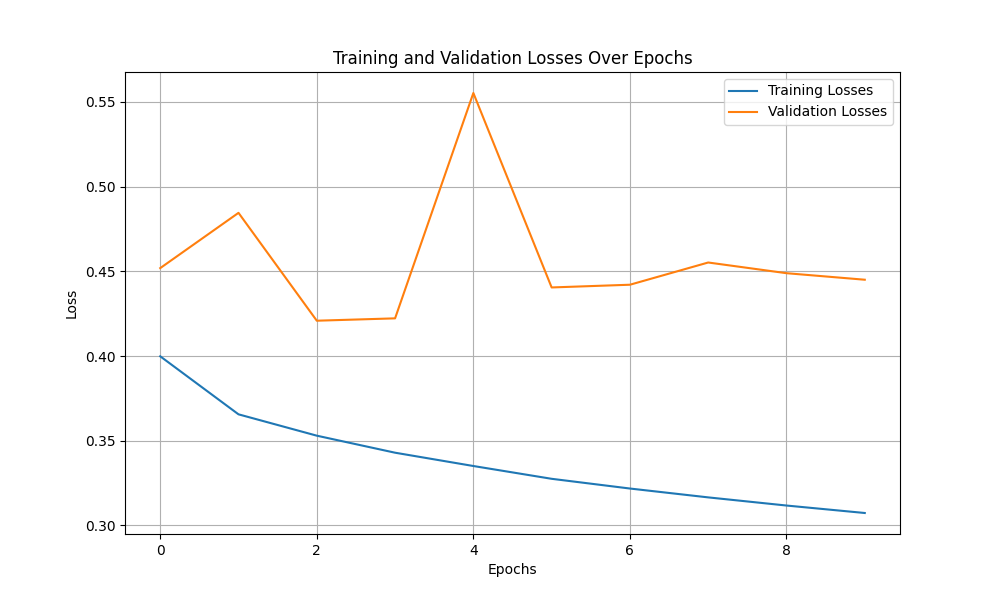 Training and Validation Losses Over Epochs
Training Losses
Validation Losses
0.55
0.50
0.45
0.40
0.35
0.30
Loss
0 2 4 6 8
Epochs